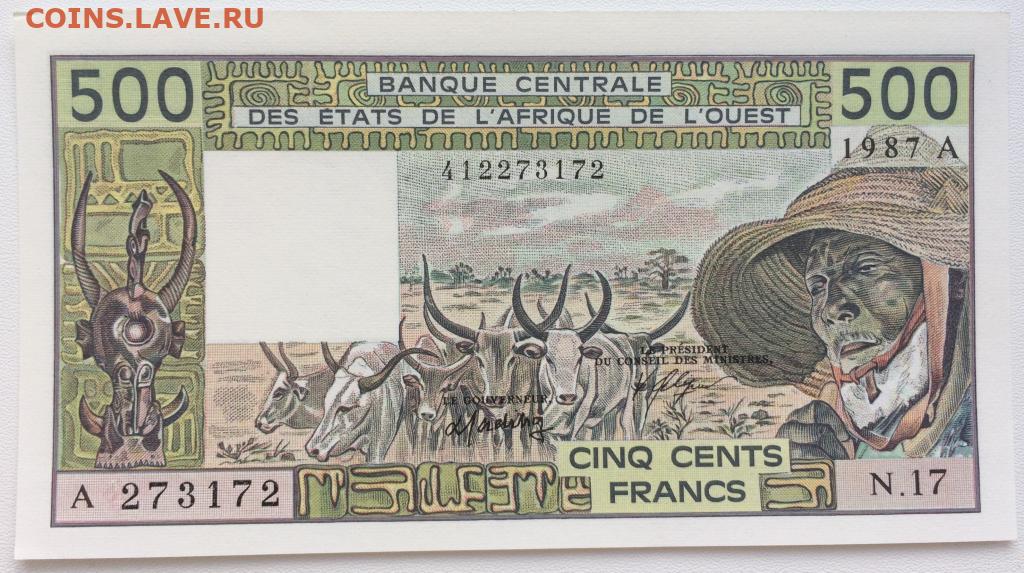 COINS.LAVE.RU
500
BANQUE CENTRALE
DES ÉTATS DE L'AFRIQUE DE L'OUEST
500
1987 A
412273172
LE PRÉSIDENT
DU CONSEIL DES MINISTRES,
LE GOUVERNEUR,
CINQ CENTS
FRANCS
A 273172
N.17